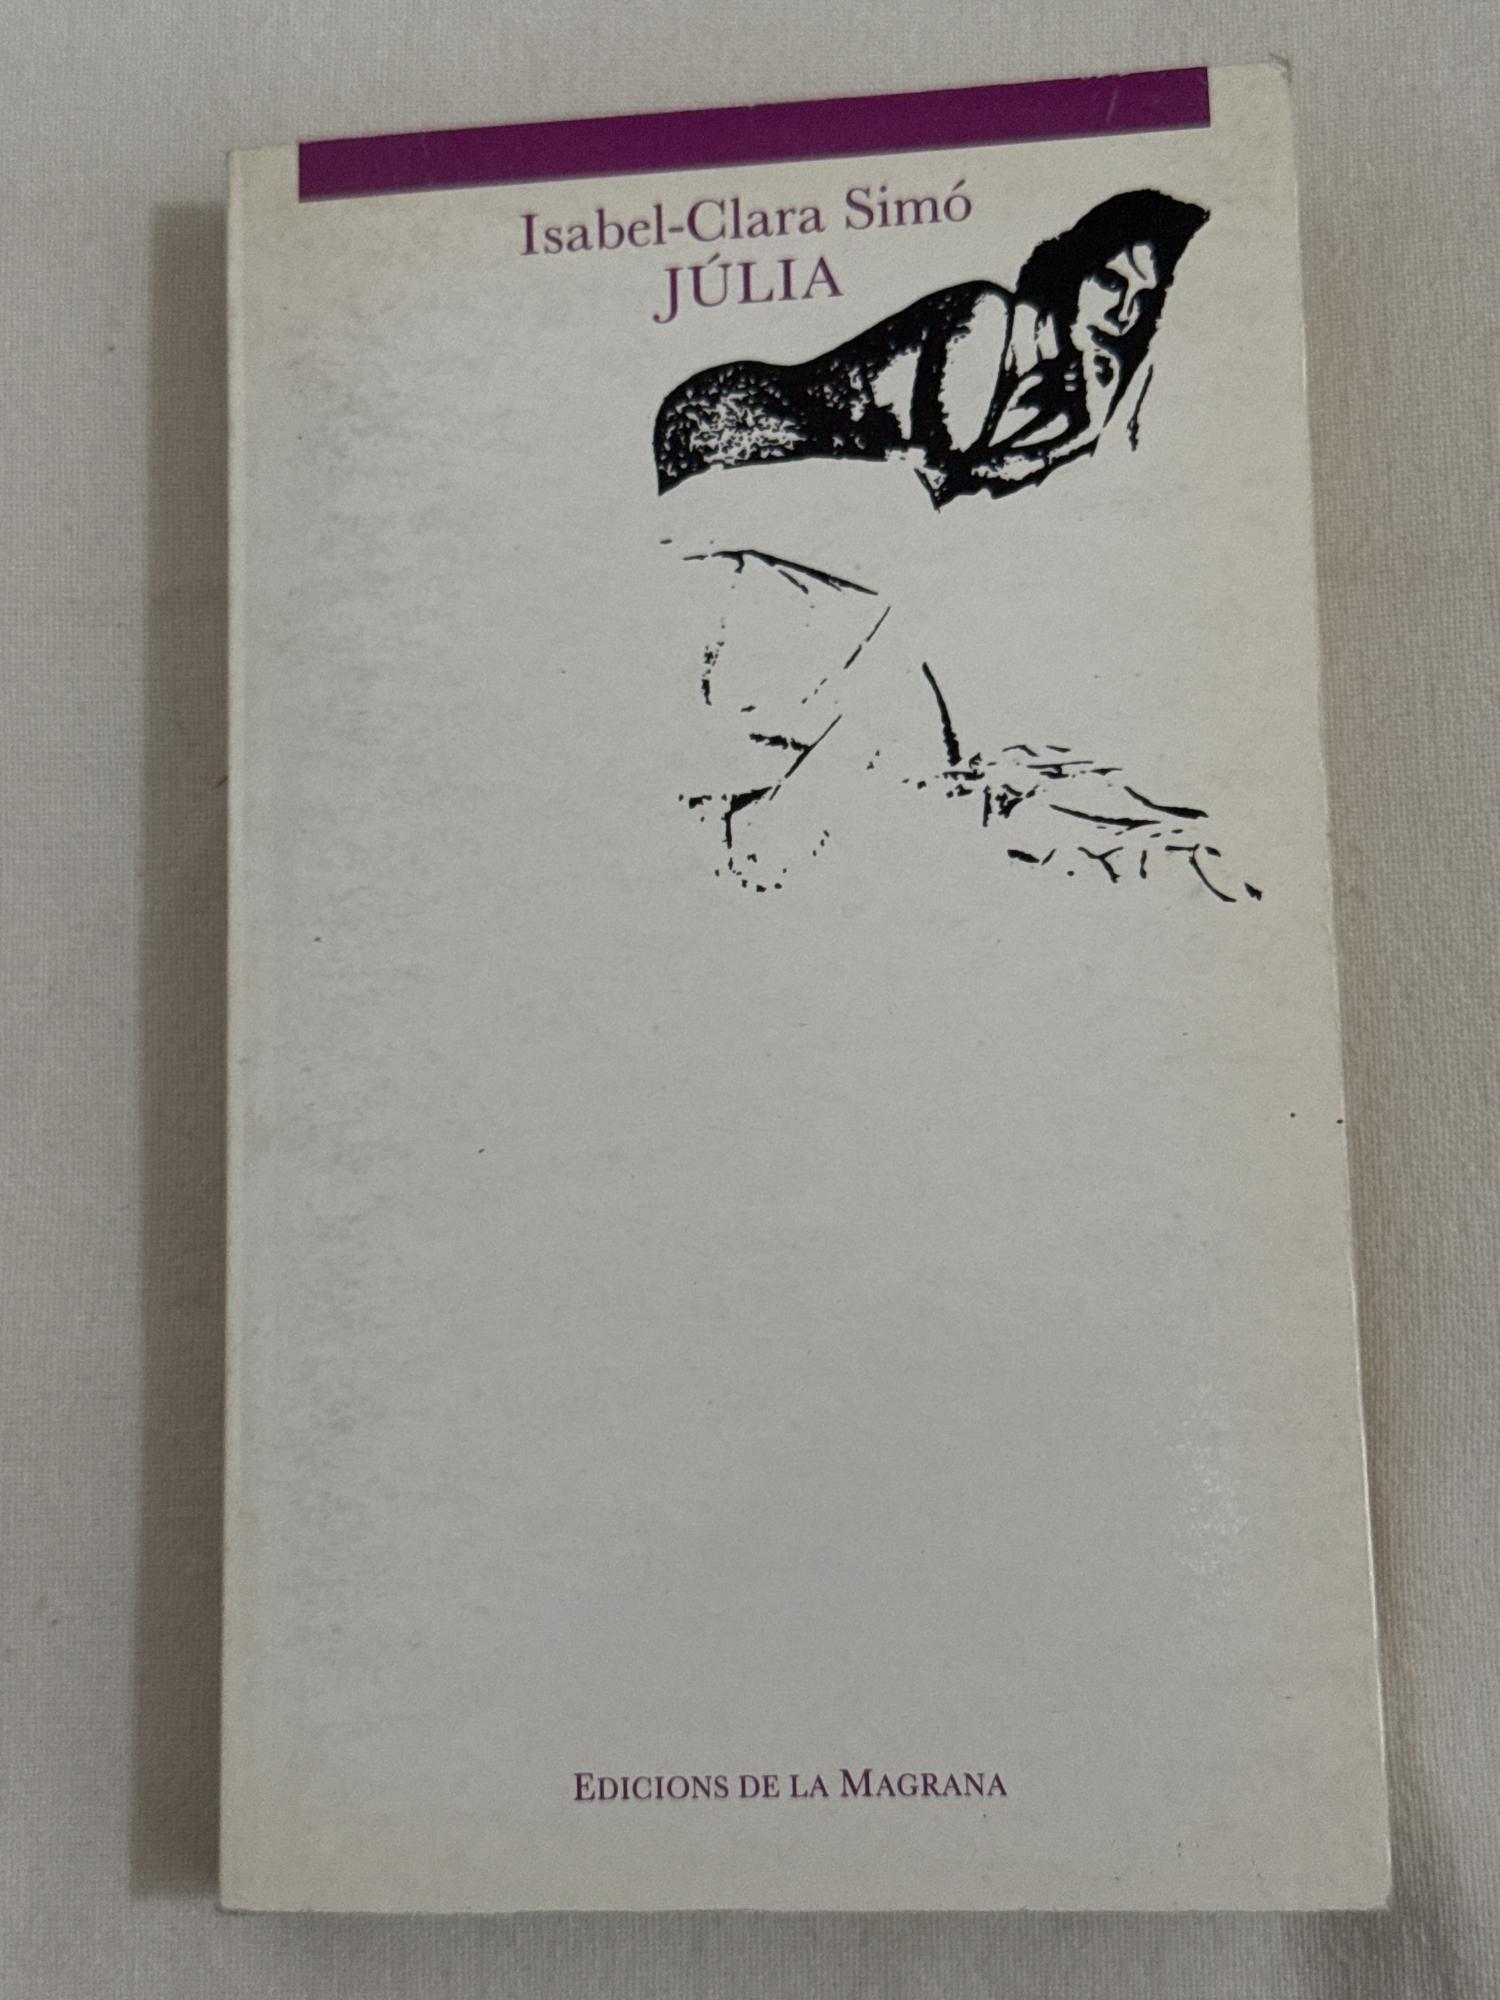 Isabel-Clara Simó
JÚLIA
EDICIONS DE LA MAGRANA